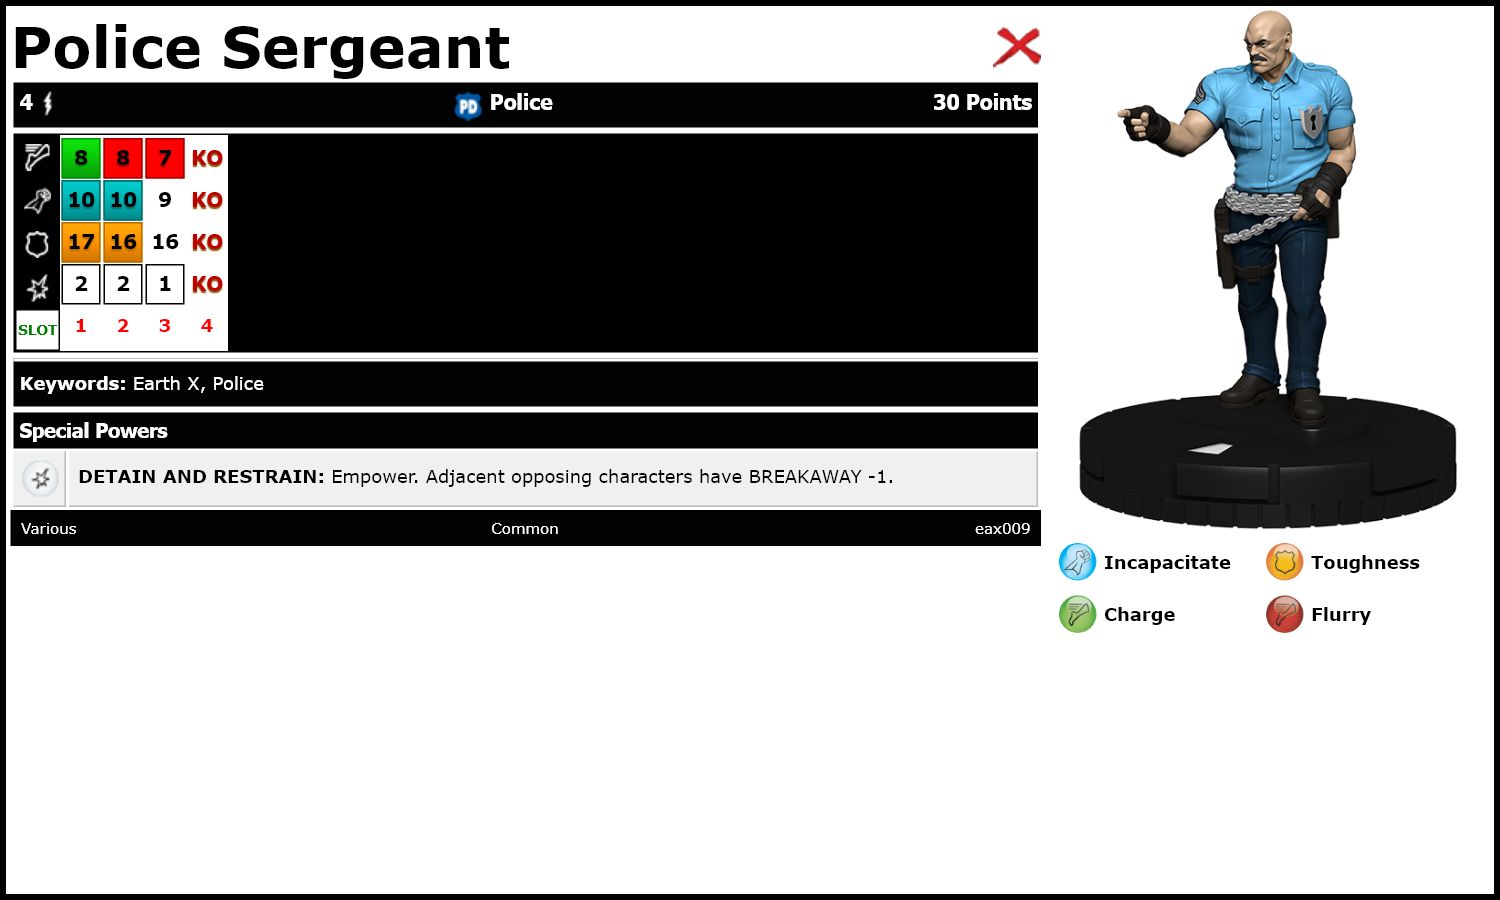 Police Sergeant
4 PD Police 30 Points
8 8 7 KO
10 10 9 KO
17 16 16 KO
2 2 1 KO
SLOT 1 2 3 4
Keywords: Earth X, Police
Special Powers
DETAIN AND RESTRAIN: Empower. Adjacent opposing characters have BREAKAWAY -1.
Various Common eax009
Incapacitate Toughness
Charge Flurry